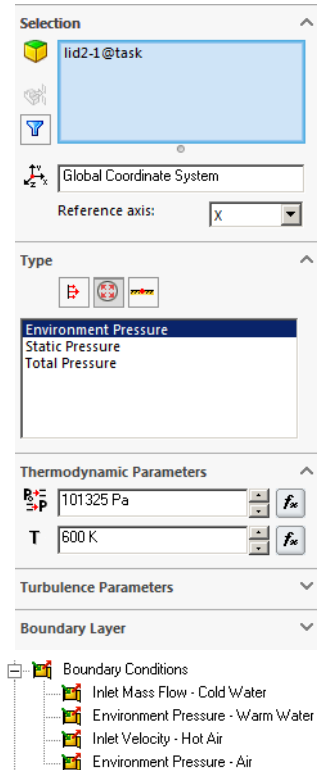 Selection
lid2-1@task
Global Coordinate System
Reference axis: X
Type
Environment Pressure
Static Pressure
Total Pressure
Thermodynamic Parameters
101325 Pa
T 600 K
Turbulence Parameters
Boundary Layer
Boundary Conditions
Inlet Mass Flow - Cold Water
Environment Pressure - Warm Water
Inlet Velocity - Hot Air
Environment Pressure - Air